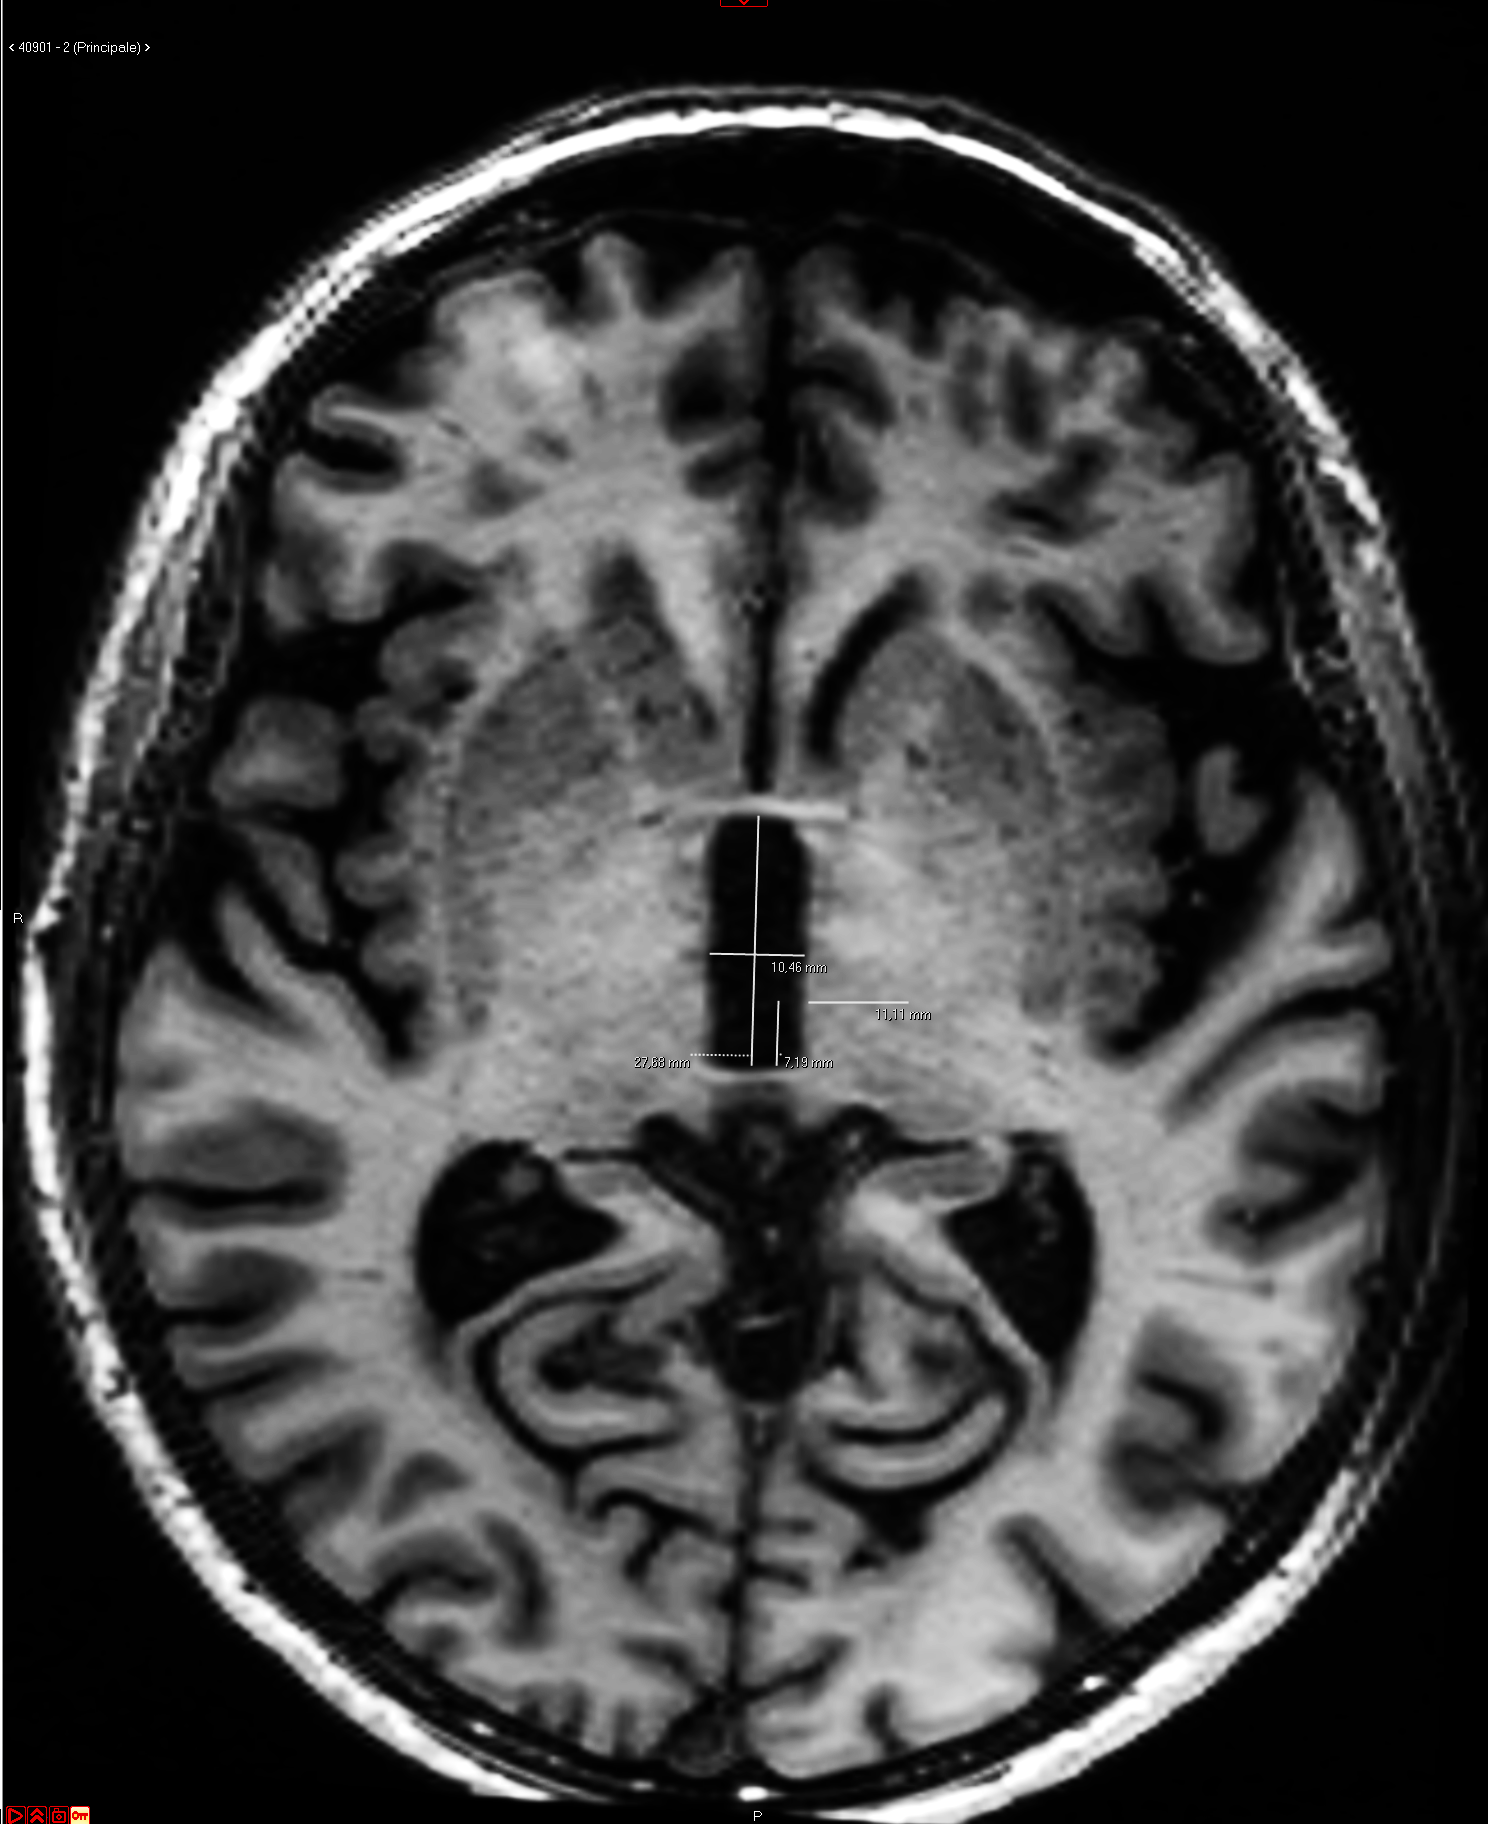 < 40901 - 2 (Principale) >
R
10,46 mm
11,11 mm
27,68 mm
7,19 mm
P